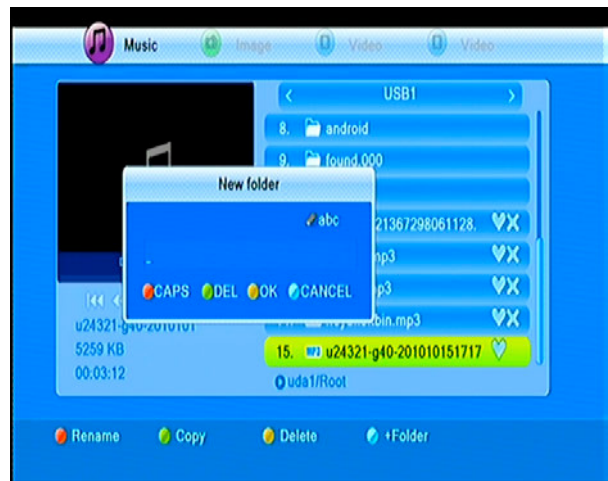 Music Image Video Video
USB1
8. android
9. found.000
New folder
abc
21367298061128.
mp3
CAPS DEL OK CANCEL
p3
bin.mp3
u24321-g40-2010101
5259 KB
15. MP3 u24321-g40-201010151717
00:03:12
uda1/Root
Rename Copy Delete +Folder